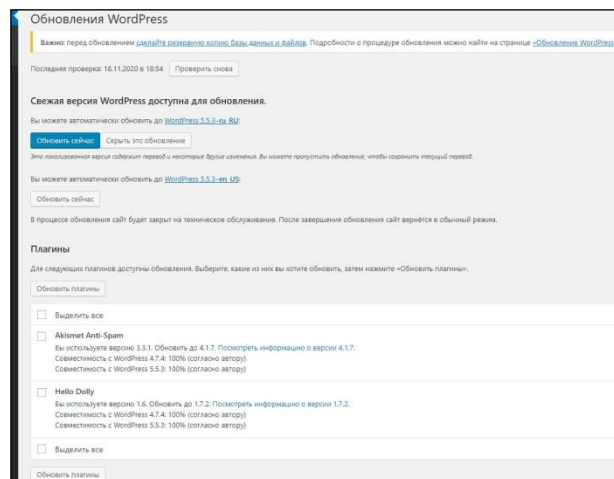 Обновления WordPress
Важно: перед обновлением сделайте резервную копию базы данных и файлов. Подробности о процедуре обновления можно найти на странице «Обновление WordPress
Последняя проверка: 16.11.2020 в 18:54 Проверить снова
Свежая версия WordPress доступна для обновления.
Вы можете автоматически обновить до WordPress 5.5.3–ru_RU:
Обновить сейчас Скрыть это обновление
Эта локализованная версия содержит перевод и некоторые другие изменения. Вы можете пропустить обновление, чтобы сохранить текущий перевод.
Вы можете автоматически обновить до WordPress 5.5.3–en_US:
Обновить сейчас
В процессе обновления сайт будет закрыт на техническое обслуживание. После завершения обновления сайт вернётся в обычный режим.
Плагины
Для следующих плагинов доступны обновления. Выберите, какие из них вы хотите обновить, затем нажмите «Обновить плагины».
Обновить плагины
Выделить все
Akismet Anti-Spam
Вы используете версию 3.3.1. Обновить до 4.1.7. Посмотреть информацию о версии 4.1.7.
Совместимость с WordPress 4.7.4: 100% (согласно автору)
Совместимость с WordPress 5.5.3: 100% (согласно автору)
Hello Dolly
Вы используете версию 1.6. Обновить до 1.7.2. Посмотреть информацию о версии 1.7.2.
Совместимость с WordPress 4.7.4: 100% (согласно автору)
Совместимость с WordPress 5.5.3: 100% (согласно автору)
Выделить все
Обновить плагины